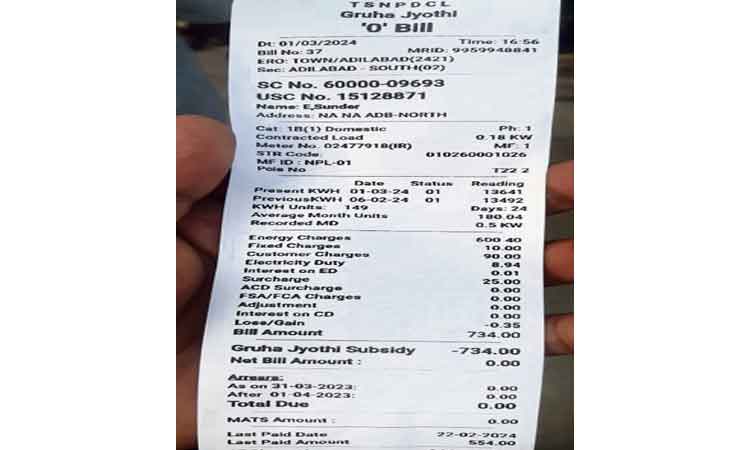 TSNPDCL
Gruha Jyothi
'0' Bill
Dt: 01/03/2024 Time: 16:56
Bill No: 37 MRID: 9959948841
ERO: TOWN/ADILABAD(2421)
Sec: ADILABAD - SOUTH(02)
SC No. 60000-09693
USC No. 15128871
Name: E,Sunder
Address: NA NA ADB-NORTH
Cat: 1B(1) Domestic Ph: 1
Contracted Load 0.18 KW
Meter No. 02477918(IR) MF: 1
STR Code: 010260001026
MF ID : NPL-01
Pole No T22 2
Date Status Reading
Present KWH 01-03-24 01 13641
PreviousKWH 06-02-24 01 13492
KWH Units: 149 Days: 24
Average Month Units 180.04
Recorded MD 0.5 KW
Energy Charges 600.40
Fixed Charges 10.00
Customer Charges 90.00
Electricity Duty 8.94
Interest on ED 0.01
Surcharge 25.00
ACD Surcharge 0.00
FSA/FCA Charges 0.00
Adjustment 0.00
Interest on CD 0.00
Loss/Gain -0.35
Bill Amount 734.00
Gruha Jyothi Subsidy -734.00
Net Bill Amount : 0.00
Arrears:
As on 31-03-2023: 0.00
After 01-04-2023: 0.00
Total Due 0.00
MATS Amount : 0.00
Last Paid Date 22-02-2024
Last Paid Amount 554.00